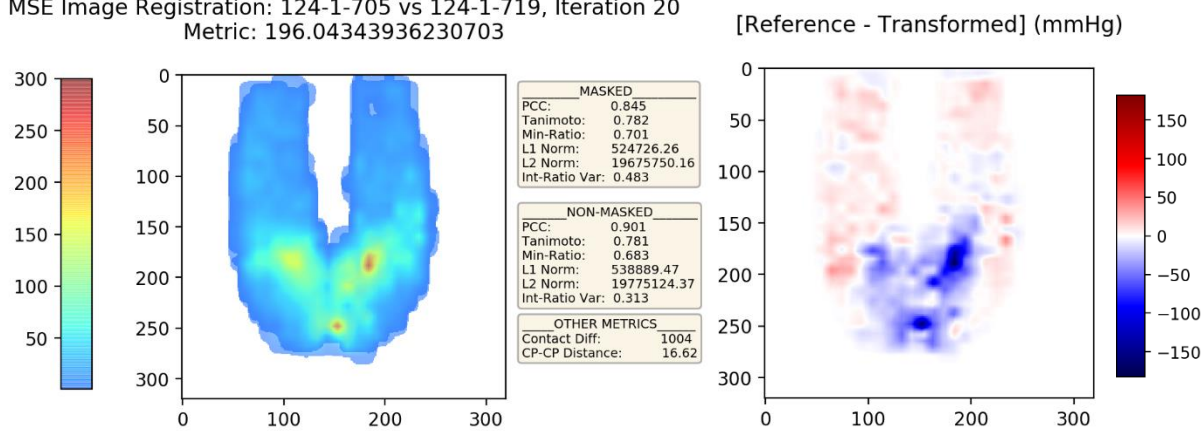 MSE Image Registration: 124-1-705 vs 124-1-719, Iteration 20
Metric: 196.04343936230703
[Reference - Transformed] (mmHg)
300
250
200
150
100
50
0
50
100
150
200
250
300
0
100
200
300
________MASKED_________
PCC: 0.845
Tanimoto: 0.782
Min-Ratio: 0.701
L1 Norm: 524726.26
L2 Norm: 19675750.16
Int-Ratio Var: 0.483
______NON-MASKED______
PCC: 0.901
Tanimoto: 0.781
Min-Ratio: 0.683
L1 Norm: 538889.47
L2 Norm: 19775124.37
Int-Ratio Var: 0.313
____OTHER METRICS_____
Contact Diff: 1004
CP-CP Distance: 16.62
0
50
100
150
200
250
300
0
100
200
300
150
100
50
0
−50
−100
−150